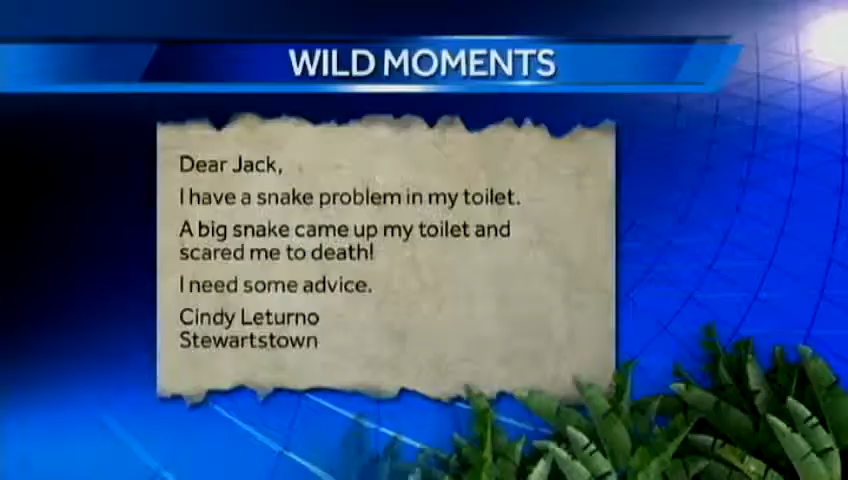 WILD MOMENTS
Dear Jack,
I have a snake problem in my toilet.
A big snake came up my toilet and
scared me to death!
I need some advice.
Cindy Leturno
Stewartstown